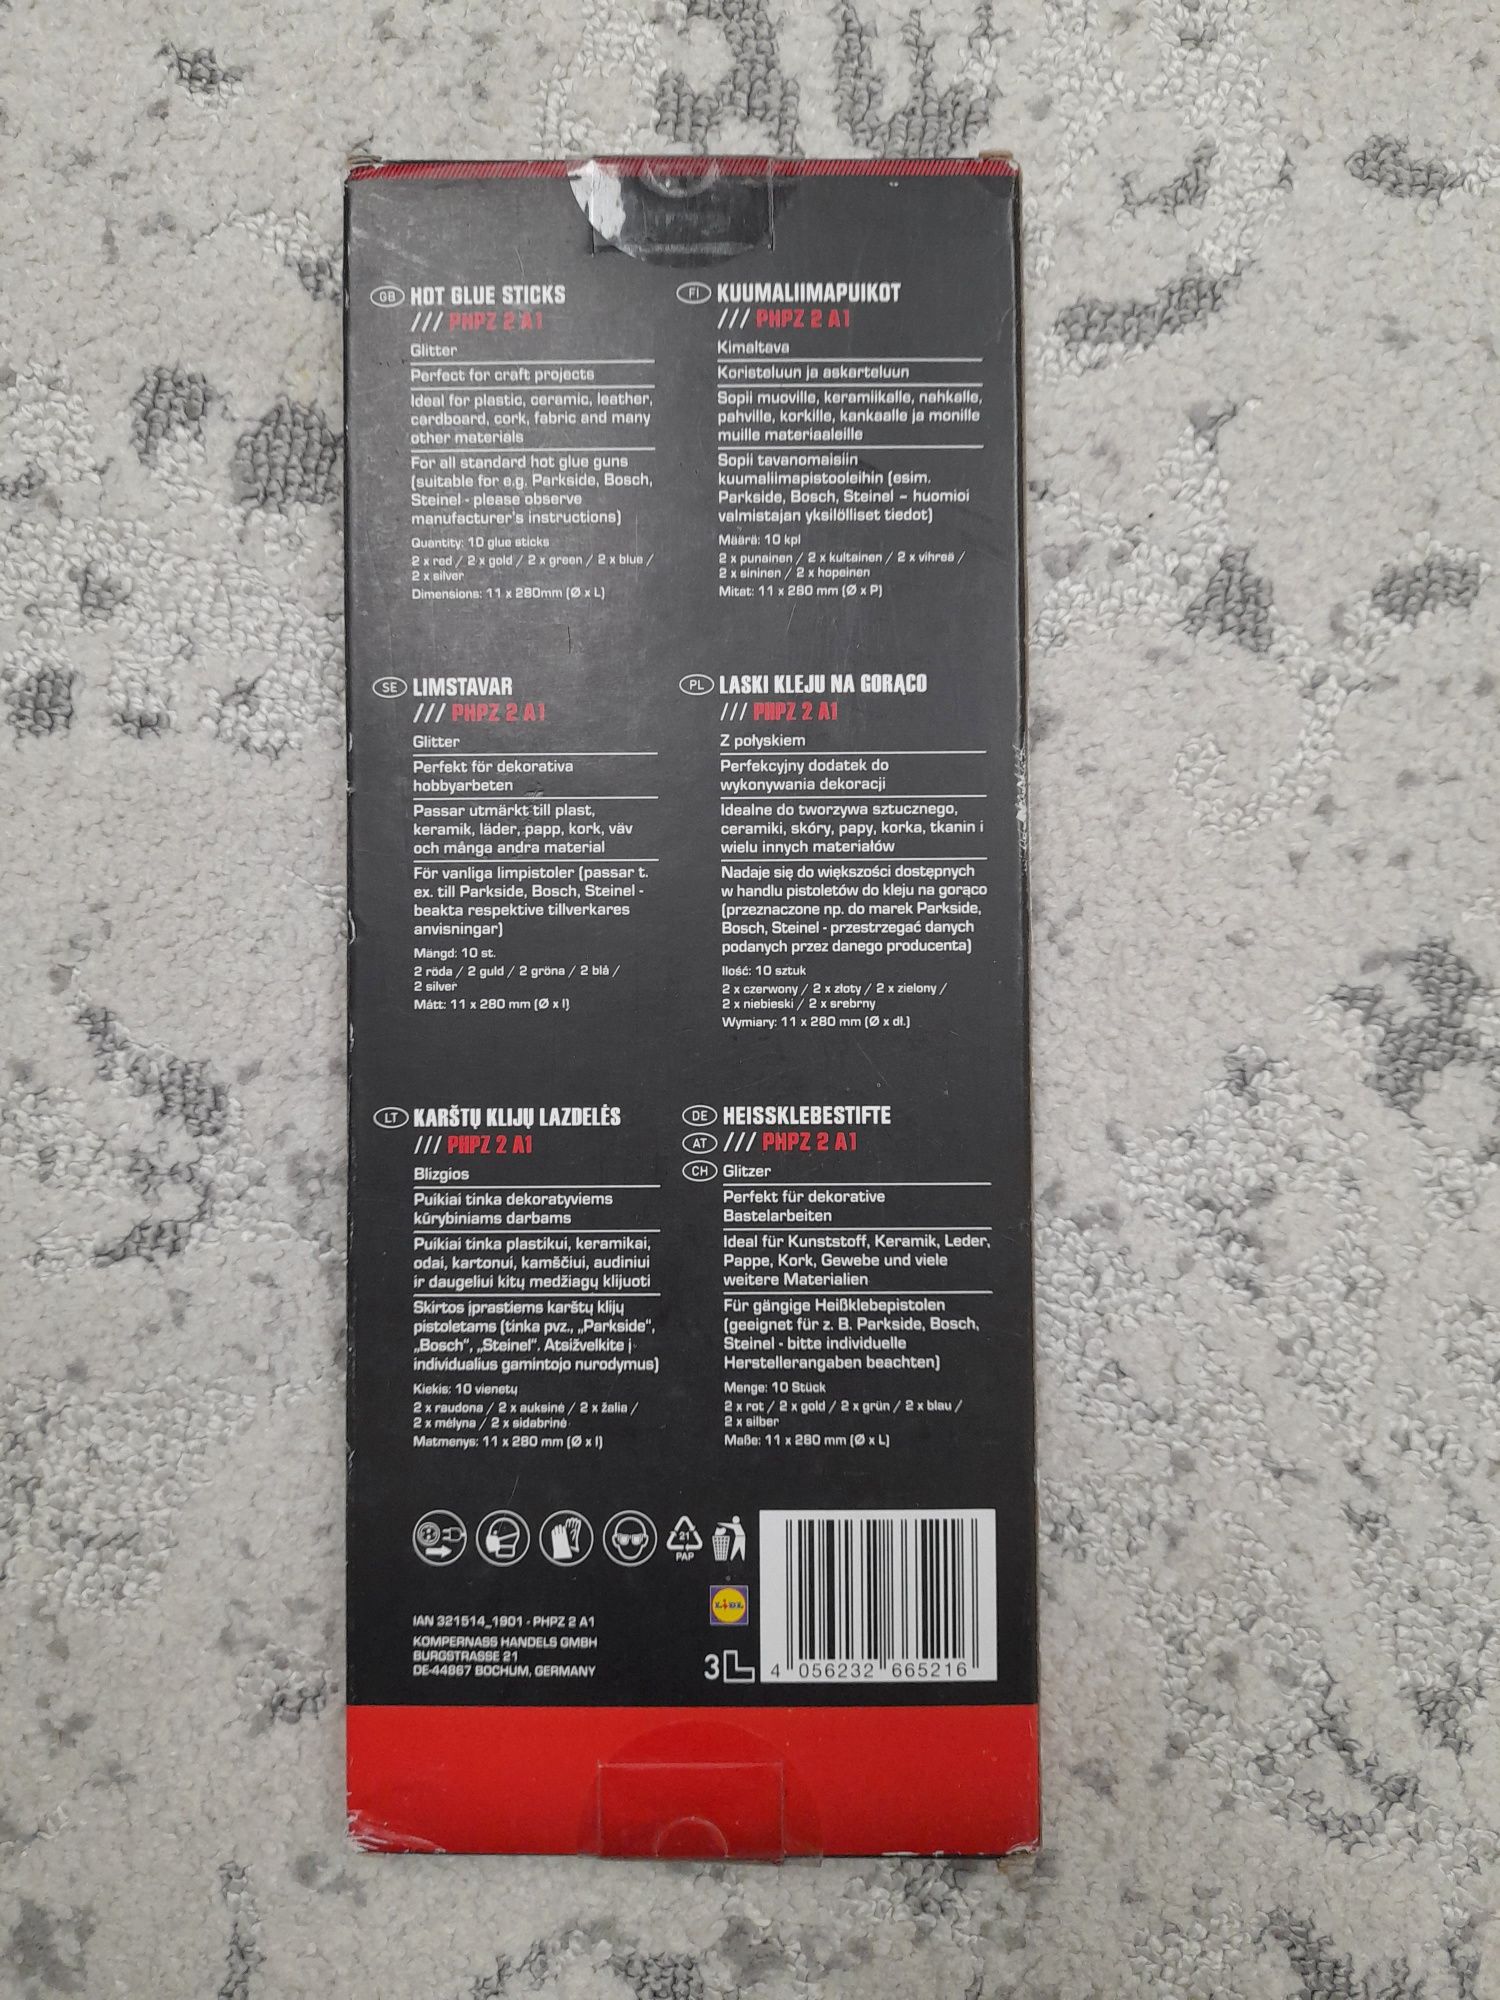 GB HOT GLUE STICKS
/// PHPZ 2 A1
Glitter
Perfect for craft projects
Ideal for plastic, ceramic, leather,
cardboard, cork, fabric and many
other materials
For all standard hot glue guns
(suitable for e.g. Parkside, Bosch,
Steinel - please observe
manufacturer's instructions)
Quantity: 10 glue sticks
2 x red / 2 x gold / 2 x green / 2 x blue /
2 x silver
Dimensions: 11 x 280mm (Ø x L)
FI KUUMALIIMAPUIKOT
/// PHPZ 2 A1
Kimaltava
Koristeluun ja askarteluun
Sopii muoville, keramiikalle, nahkalle,
pahville, korkille, kankaalle ja monille
muille materiaaleille
Sopii tavanomaisiin
kuumaliimapistooleihin (esim.
Parkside, Bosch, Steinel – huomioi
valmistajan yksilölliset tiedot)
Määrä: 10 kpl
2 x punainen / 2 x kultainen / 2 x vihreä /
2 x sininen / 2 x hopeinen
Mitat: 11 x 280 mm (Ø x P)
SE LIMSTAVAR
/// PHPZ 2 A1
Glitter
Perfekt för dekorativa
hobbyarbeten
Passar utmärkt till plast,
keramik, läder, papp, kork, väv
och många andra material
För vanliga limpistoler (passar t.
ex. till Parkside, Bosch, Steinel -
beakta respektive tillverkares
anvisningar)
Mängd: 10 st.
2 röda / 2 guld / 2 gröna / 2 blå /
2 silver
Mått: 11 x 280 mm (Ø x l)
PL LASKI KLEJU NA GORĄCO
/// PHPZ 2 A1
Z połyskiem
Perfekcyjny dodatek do
wykonywania dekoracji
Idealne do tworzywa sztucznego,
ceramiki, skóry, papy, korka, tkanin i
wielu innych materiałów
Nadaje się do większości dostępnych
w handlu pistoletów do kleju na gorąco
(przeznaczone np. do marek Parkside,
Bosch, Steinel - przestrzegać danych
podanych przez danego producenta)
Ilość: 10 sztuk
2 x czerwony / 2 x złoty / 2 x zielony /
2 x niebieski / 2 x srebrny
Wymiary: 11 x 280 mm (Ø x dł.)
LT KARŠTŲ KLIJŲ LAZDELĖS
/// PHPZ 2 A1
Blizgios
Puikiai tinka dekoratyviems
kūrybiniams darbams
Puikiai tinka plastikui, keramikai,
odai, kartonui, kamščiui, audiniui
ir daugeliui kitų medžiagų klijuoti
Skirtos įprastiems karštų klijų
pistoletams (tinka pvz., „Parkside“,
„Bosch“, „Steinel“. Atsižvelkite į
individualius gamintojo nurodymus)
Kiekis: 10 vienetų
2 x raudona / 2 x auksinė / 2 x žalia /
2 x mėlyna / 2 x sidabrinė
Matmenys: 11 x 280 mm (Ø x l)
DE HEISSKLEBESTIFTE
AT /// PHPZ 2 A1
CH Glitzer
Perfekt für dekorative
Bastelarbeiten
Ideal für Kunststoff, Keramik, Leder,
Pappe, Kork, Gewebe und viele
weitere Materialien
Für gängige Heißklebepistolen
(geeignet für z. B. Parkside, Bosch,
Steinel - bitte individuelle
Herstellerangaben beachten)
Menge: 10 Stück
2 x rot / 2 x gold / 2 x grün / 2 x blau /
2 x silber
Maße: 11 x 280 mm (Ø x L)
21
PAP
LIDL
IAN 321514_1901 - PHPZ 2 A1
KOMPERNASS HANDELS GMBH
BURGSTRASSE 21
DE-44867 BOCHUM, GERMANY
3L
4 056232 665216